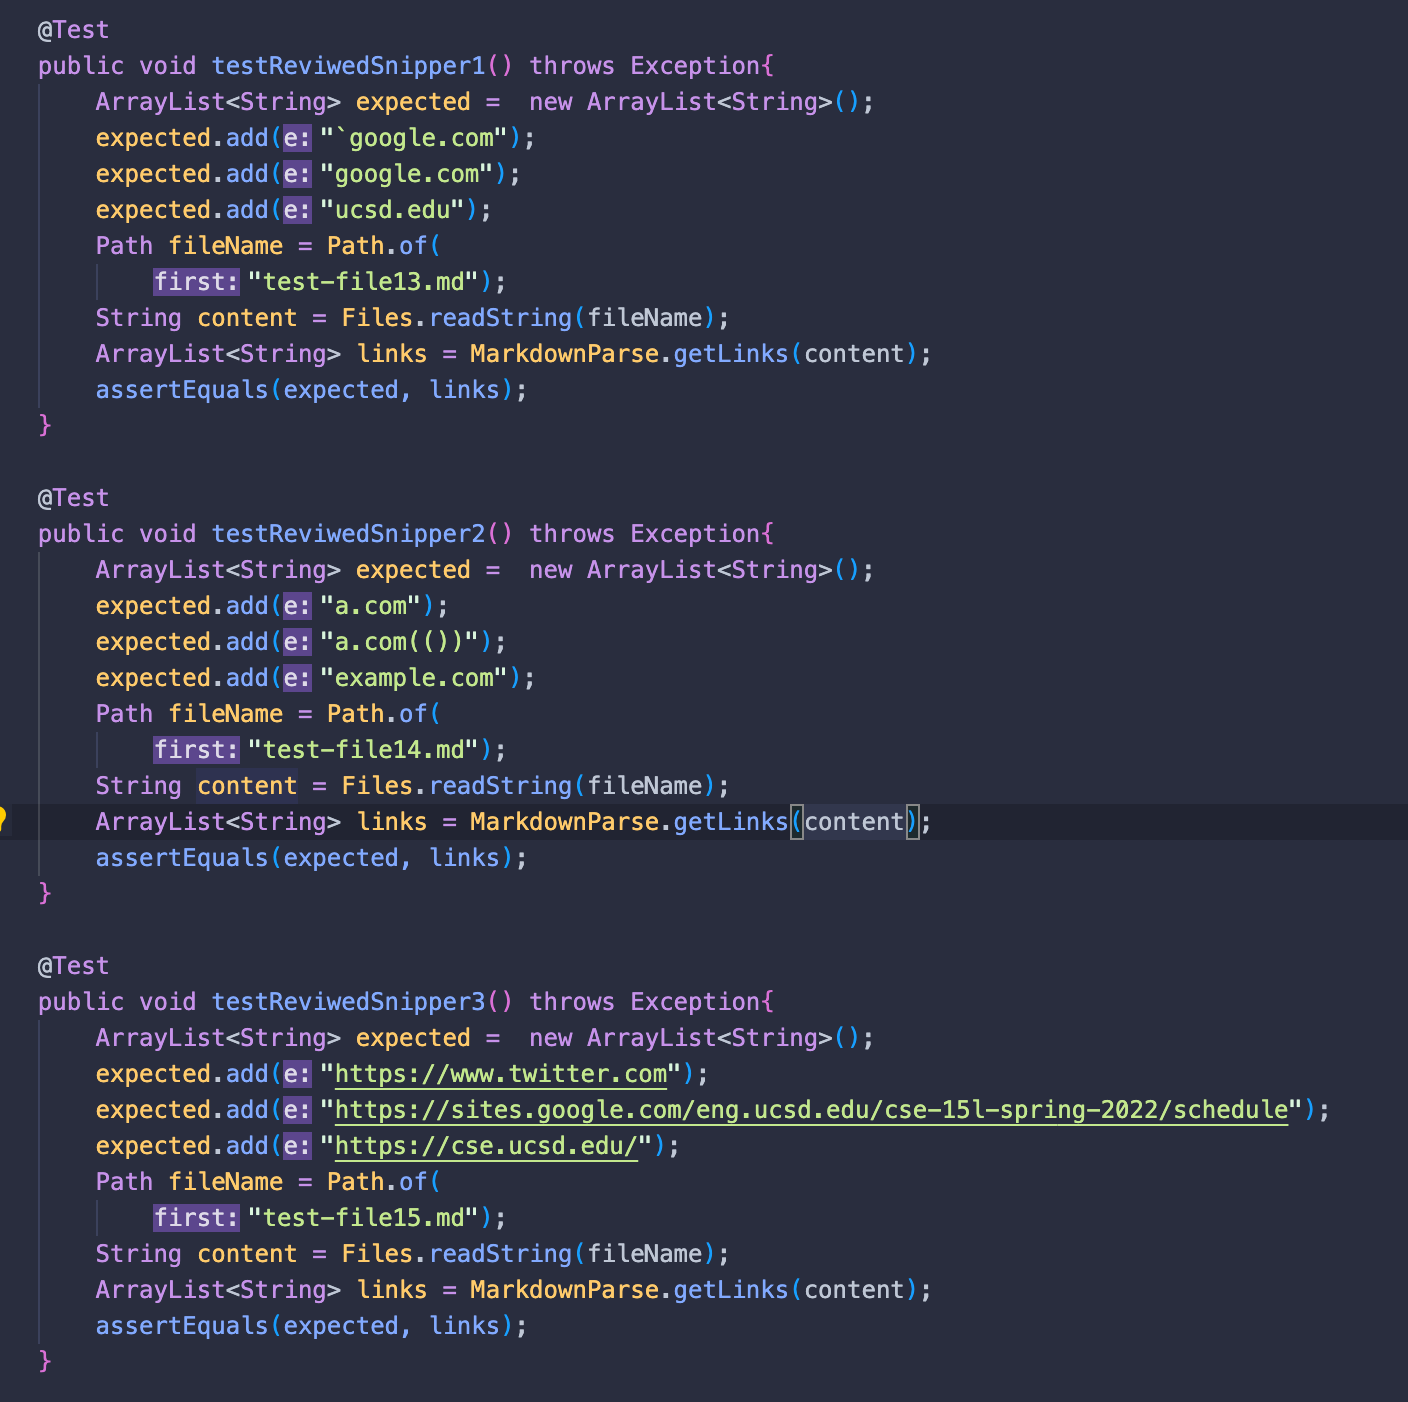 @Test
public void testReviwedSnipper1() throws Exception{
    ArrayList<String> expected =  new ArrayList<String>();
    expected.add(e: "`google.com");
    expected.add(e: "google.com");
    expected.add(e: "ucsd.edu");
    Path fileName = Path.of(
        first: "test-file13.md");
    String content = Files.readString(fileName);
    ArrayList<String> links = MarkdownParse.getLinks(content);
    assertEquals(expected, links);
}

@Test
public void testReviwedSnipper2() throws Exception{
    ArrayList<String> expected =  new ArrayList<String>();
    expected.add(e: "a.com");
    expected.add(e: "a.com(())");
    expected.add(e: "example.com");
    Path fileName = Path.of(
        first: "test-file14.md");
    String content = Files.readString(fileName);
    ArrayList<String> links = MarkdownParse.getLinks(content);
    assertEquals(expected, links);
}

@Test
public void testReviwedSnipper3() throws Exception{
    ArrayList<String> expected =  new ArrayList<String>();
    expected.add(e: "https://www.twitter.com");
    expected.add(e: "https://sites.google.com/eng.ucsd.edu/cse-15l-spring-2022/schedule");
    expected.add(e: "https://cse.ucsd.edu/");
    Path fileName = Path.of(
        first: "test-file15.md");
    String content = Files.readString(fileName);
    ArrayList<String> links = MarkdownParse.getLinks(content);
    assertEquals(expected, links);
}